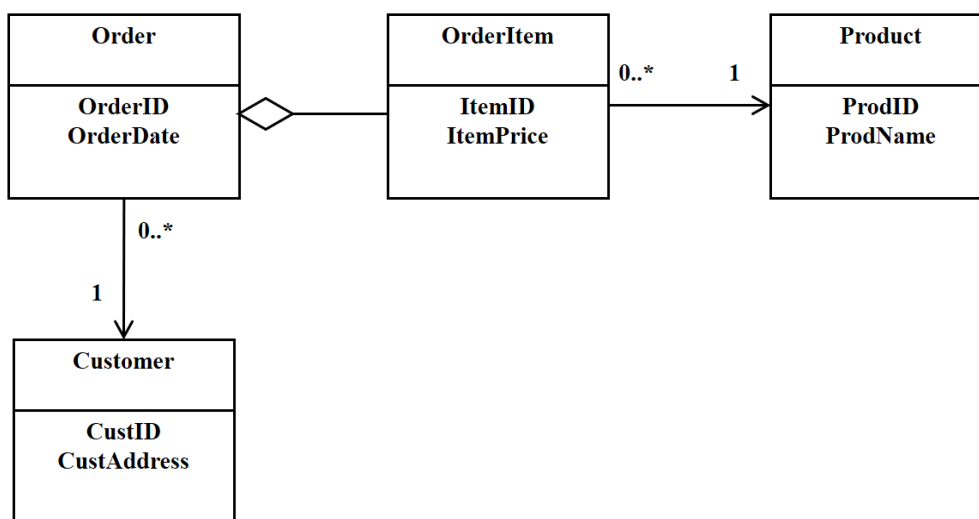 Order
OrderID
OrderDate
OrderItem
ItemID
ItemPrice
0..*
1
Product
ProdID
ProdName
0..*
1
Customer
CustID
CustAddress